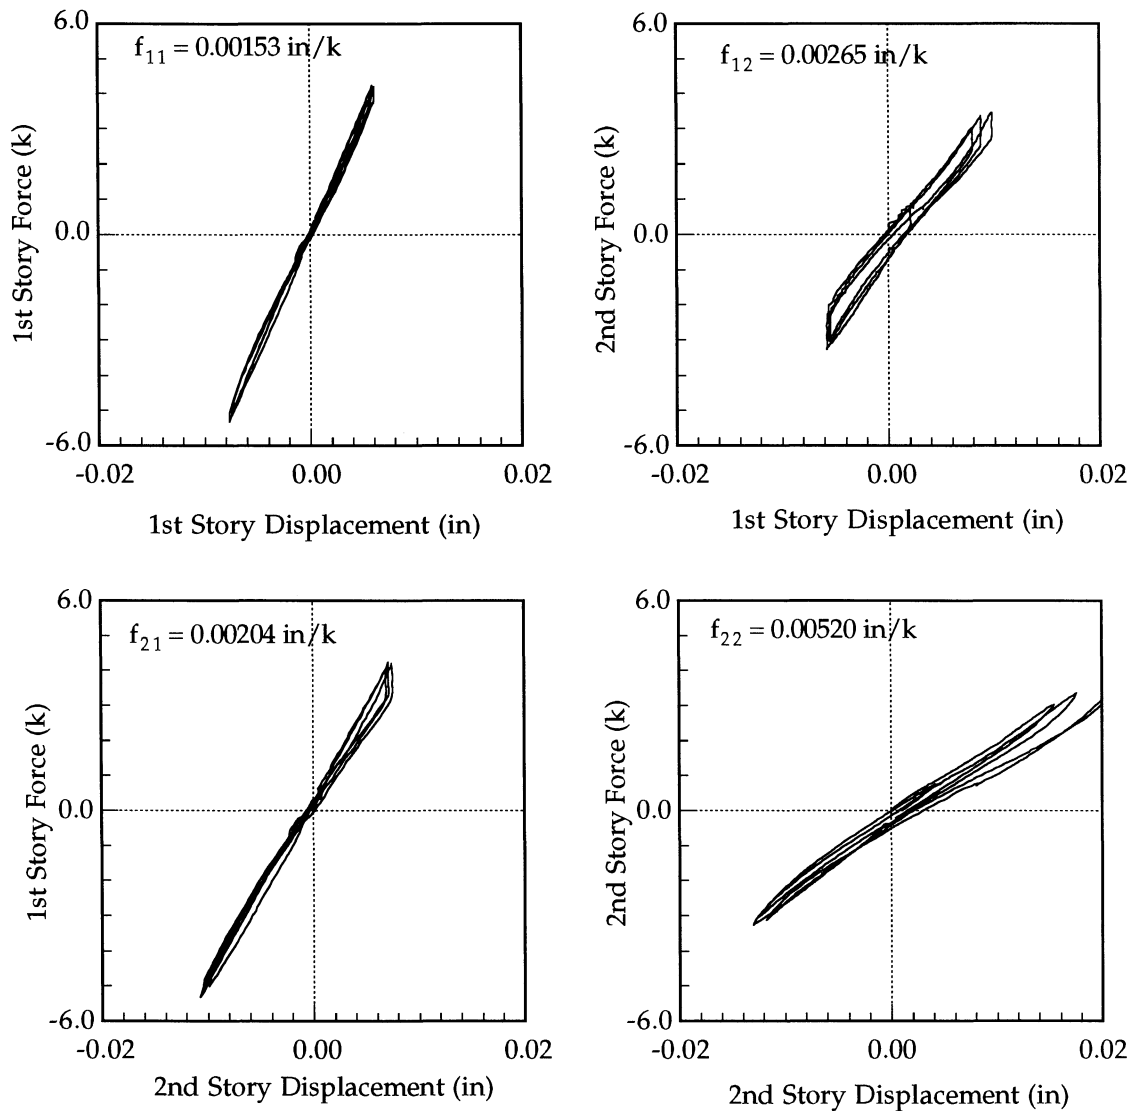 6.0
f11 = 0.00153 in/k
1st Story Force (k)
0.0
-6.0
-0.02 0.00 0.02
1st Story Displacement (in)
6.0
f12 = 0.00265 in/k
2nd Story Force (k)
0.0
-6.0
-0.02 0.00 0.02
1st Story Displacement (in)
6.0
f21 = 0.00204 in/k
1st Story Force (k)
0.0
-6.0
-0.02 0.00 0.02
2nd Story Displacement (in)
6.0
f22 = 0.00520 in/k
2nd Story Force (k)
0.0
-6.0
-0.02 0.00 0.02
2nd Story Displacement (in)